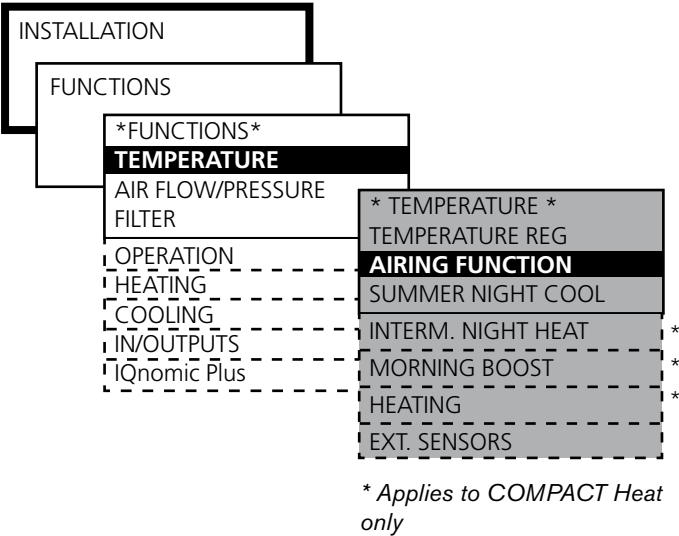 INSTALLATION
FUNCTIONS
*FUNCTIONS*
TEMPERATURE
AIR FLOW/PRESSURE
FILTER
OPERATION
HEATING
COOLING
IN/OUTPUTS
IQnomic Plus
* TEMPERATURE *
TEMPERATURE REG
AIRING FUNCTION
SUMMER NIGHT COOL
INTERM. NIGHT HEAT *
MORNING BOOST *
HEATING *
EXT. SENSORS
* Applies to COMPACT Heat
only